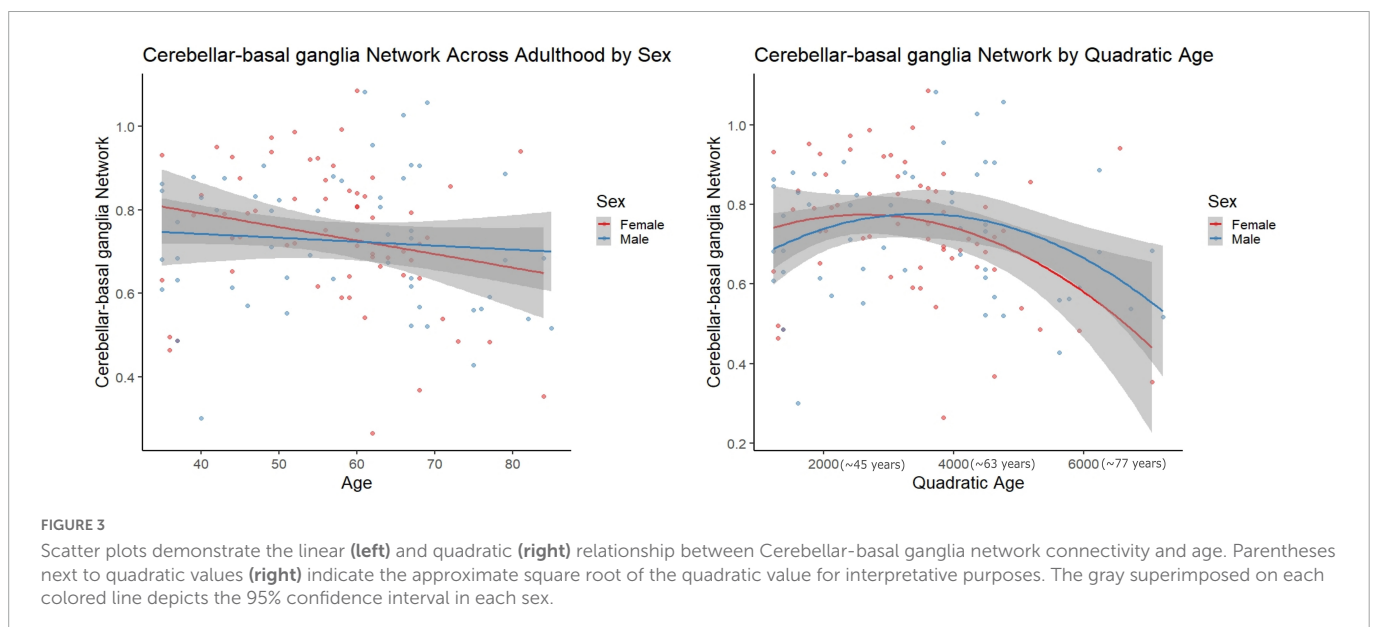 Cerebellar-basal ganglia Network Across Adulthood by Sex
Cerebellar-basal ganglia Network
1.0
0.8
0.6
0.4
40
50
60
70
80
Age
Sex
Female
Male
Cerebellar-basal ganglia Network by Quadratic Age
Cerebellar-basal ganglia Network
1.0
0.8
0.6
0.4
0.2
2000 (~45 years)
4000 (~63 years)
6000 (~77 years)
Quadratic Age
Sex
Female
Male
FIGURE 3
Scatter plots demonstrate the linear (left) and quadratic (right) relationship between Cerebellar-basal ganglia network connectivity and age. Parentheses
next to quadratic values (right) indicate the approximate square root of the quadratic value for interpretative purposes. The gray superimposed on each
colored line depicts the 95% confidence interval in each sex.